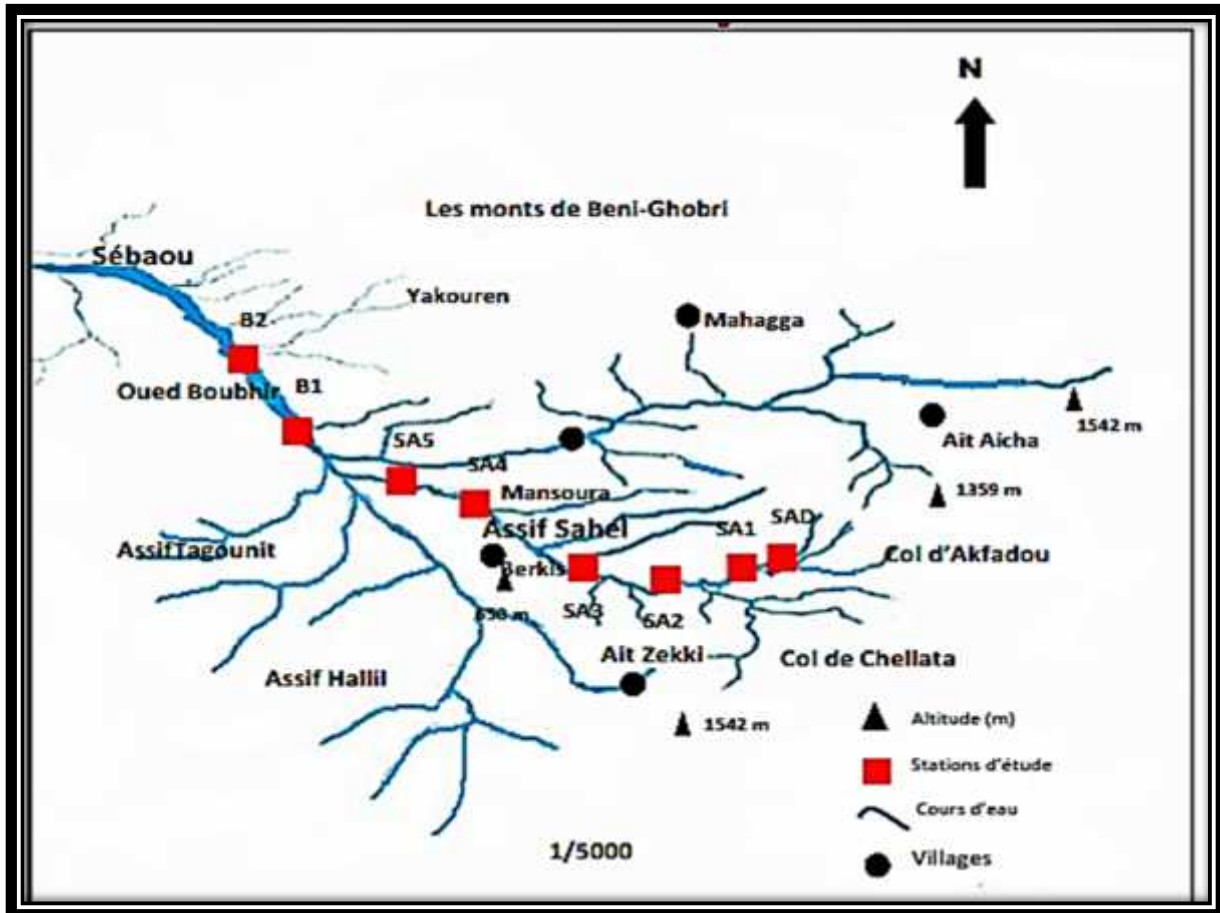 N
Les monts de Beni-Ghobri
Sébaou
Yakouren
B2
Mahagga
Oued Boubhir
B1
1542 m
Ait Aicha
SA5
SA4
Mansoura
1359 m
Assif Sahel
SA1
SAD
Assif Tagounit
Col d'Akfadou
Berkis
650 m
SA3
SA2
Ait Zekki
Col de Chellata
Assif Hallil
1542 m
Altitude (m)
Stations d'étude
Cours d'eau
1/5000
Villages